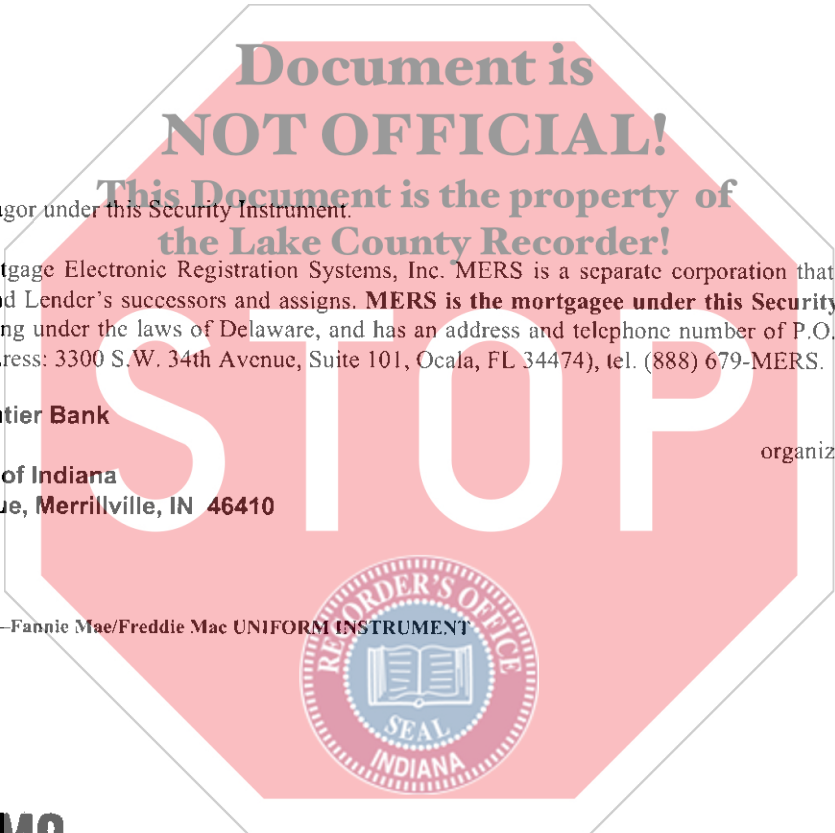 Document is
NOT OFFICIAL!
This Document is the property of
the Lake County Recorder!
agor under this Security Instrument.
tgage Electronic Registration Systems, Inc. MERS is a separate corporation that
d Lender's successors and assigns. MERS is the mortgagee under this Security
ng under the laws of Delaware, and has an address and telephone number of P.O.
ress: 3300 S.W. 34th Avenue, Suite 101, Ocala, FL 34474), tel. (888) 679-MERS.
STOP
tier Bank
organiz
of Indiana
ue, Merrillville, IN 46410
–Fannie Mae/Freddie Mac UNIFORM INSTRUMENT
RECORDER'S OFFICE
SEAL
INDIANA